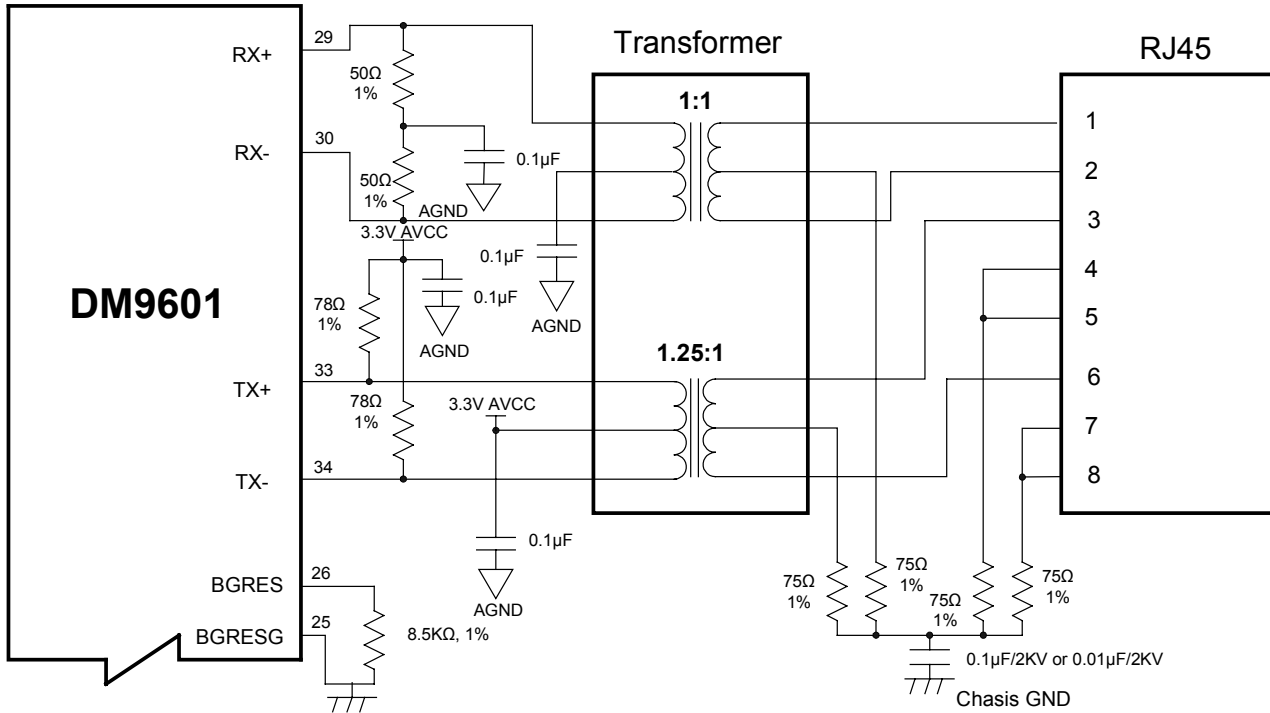 DM9601
RX+
29
RX-
30
50Ω
1%
50Ω
1%
0.1µF
AGND
3.3V AVCC
0.1µF
AGND
0.1µF
AGND
78Ω
1%
TX+
33
78Ω
1%
TX-
34
3.3V AVCC
0.1µF
AGND
BGRES
26
BGRESG
25
8.5KΩ, 1%
Transformer
1:1
1.25:1
RJ45
1
2
3
4
5
6
7
8
75Ω
1%
75Ω
1%
75Ω
1%
75Ω
1%
0.1µF/2KV or 0.01µF/2KV
Chasis GND